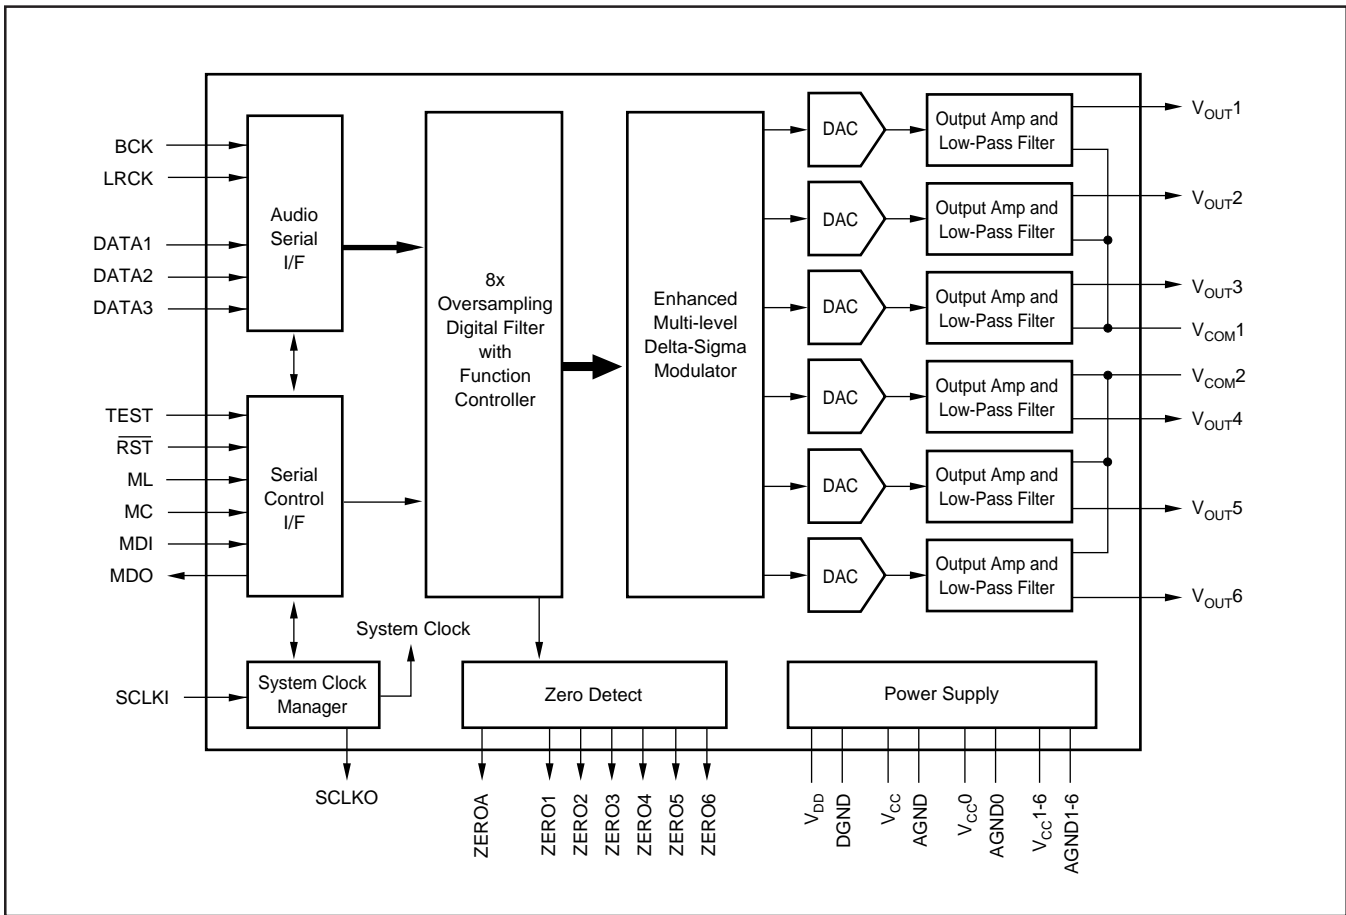 BCK
LRCK
DATA1
DATA2
DATA3
Audio
Serial
I/F
TEST
RST
ML
MC
MDI
MDO
Serial
Control
I/F
SCLKI
System Clock
Manager
System Clock
SCLKO
8x
Oversampling
Digital Filter
with
Function
Controller
Enhanced
Multi-level
Delta-Sigma
Modulator
DAC
Output Amp and
Low-Pass Filter
VOUT1
DAC
Output Amp and
Low-Pass Filter
VOUT2
DAC
Output Amp and
Low-Pass Filter
VOUT3
VCOM1
DAC
Output Amp and
Low-Pass Filter
VCOM2
VOUT4
DAC
Output Amp and
Low-Pass Filter
VOUT5
DAC
Output Amp and
Low-Pass Filter
VOUT6
Zero Detect
ZEROA
ZERO1
ZERO2
ZERO3
ZERO4
ZERO5
ZERO6
Power Supply
VDD
DGND
VCC
AGND
VCC0
AGND0
VCC1-6
AGND1-6